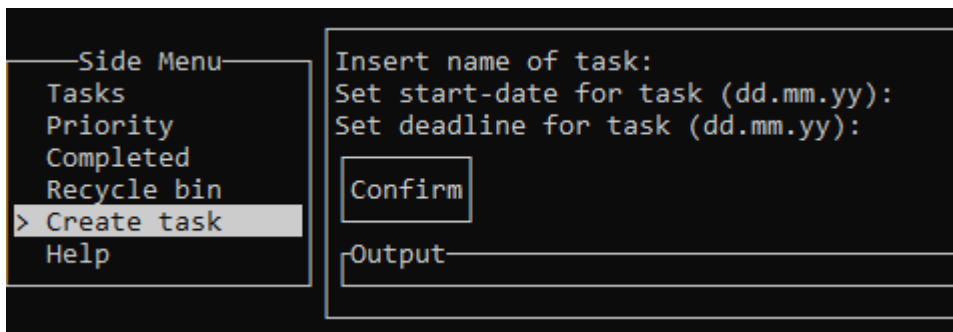 Side Menu
Tasks
Priority
Completed
Recycle bin
> Create task
Help
Insert name of task:
Set start-date for task (dd.mm.yy):
Set deadline for task (dd.mm.yy):
Confirm
Output